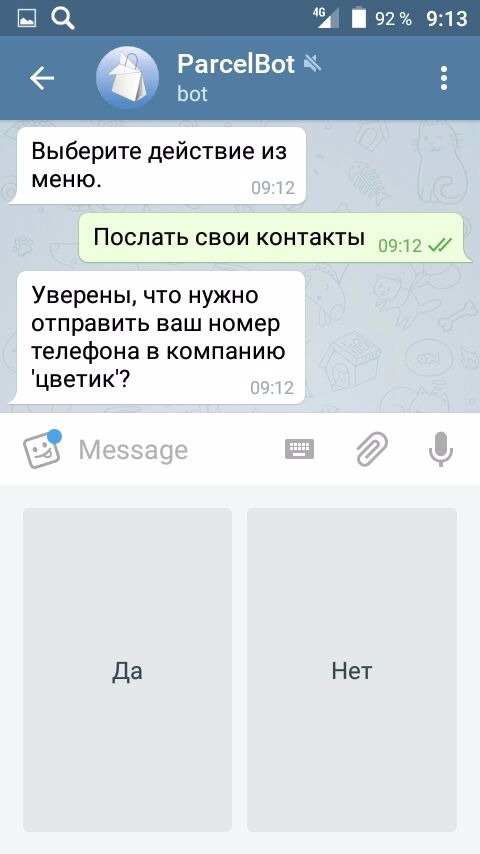 4G 92 % 9:13
ParcelBot
bot
Выберите действие из
меню.
09:12
Послать свои контакты 09:12
Уверены, что нужно
отправить ваш номер
телефона в компанию
'цветик'?
09:12
Message
Да Нет